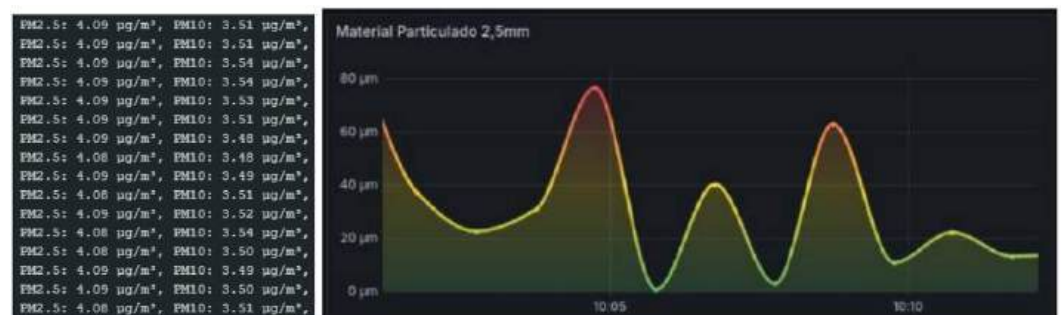 PM2.5: 4.09 µg/m³, PM10: 3.51 µg/m³,
PM2.5: 4.09 µg/m³, PM10: 3.51 µg/m³,
PM2.5: 4.09 µg/m³, PM10: 3.54 µg/m³,
PM2.5: 4.09 µg/m³, PM10: 3.54 µg/m³,
PM2.5: 4.09 µg/m³, PM10: 3.53 µg/m³,
PM2.5: 4.09 µg/m³, PM10: 3.51 µg/m³,
PM2.5: 4.09 µg/m³, PM10: 3.48 µg/m³,
PM2.5: 4.08 µg/m³, PM10: 3.48 µg/m³,
PM2.5: 4.09 µg/m³, PM10: 3.49 µg/m³,
PM2.5: 4.08 µg/m³, PM10: 3.51 µg/m³,
PM2.5: 4.09 µg/m³, PM10: 3.52 µg/m³,
PM2.5: 4.08 µg/m³, PM10: 3.54 µg/m³,
PM2.5: 4.08 µg/m³, PM10: 3.50 µg/m³,
PM2.5: 4.09 µg/m³, PM10: 3.49 µg/m³,
PM2.5: 4.09 µg/m³, PM10: 3.50 µg/m³,
PM2.5: 4.08 µg/m³, PM10: 3.51 µg/m³,
Material Particulado 2,5mm
80 µm
60 µm
40 µm
20 µm
0 µm
10:05 10:10